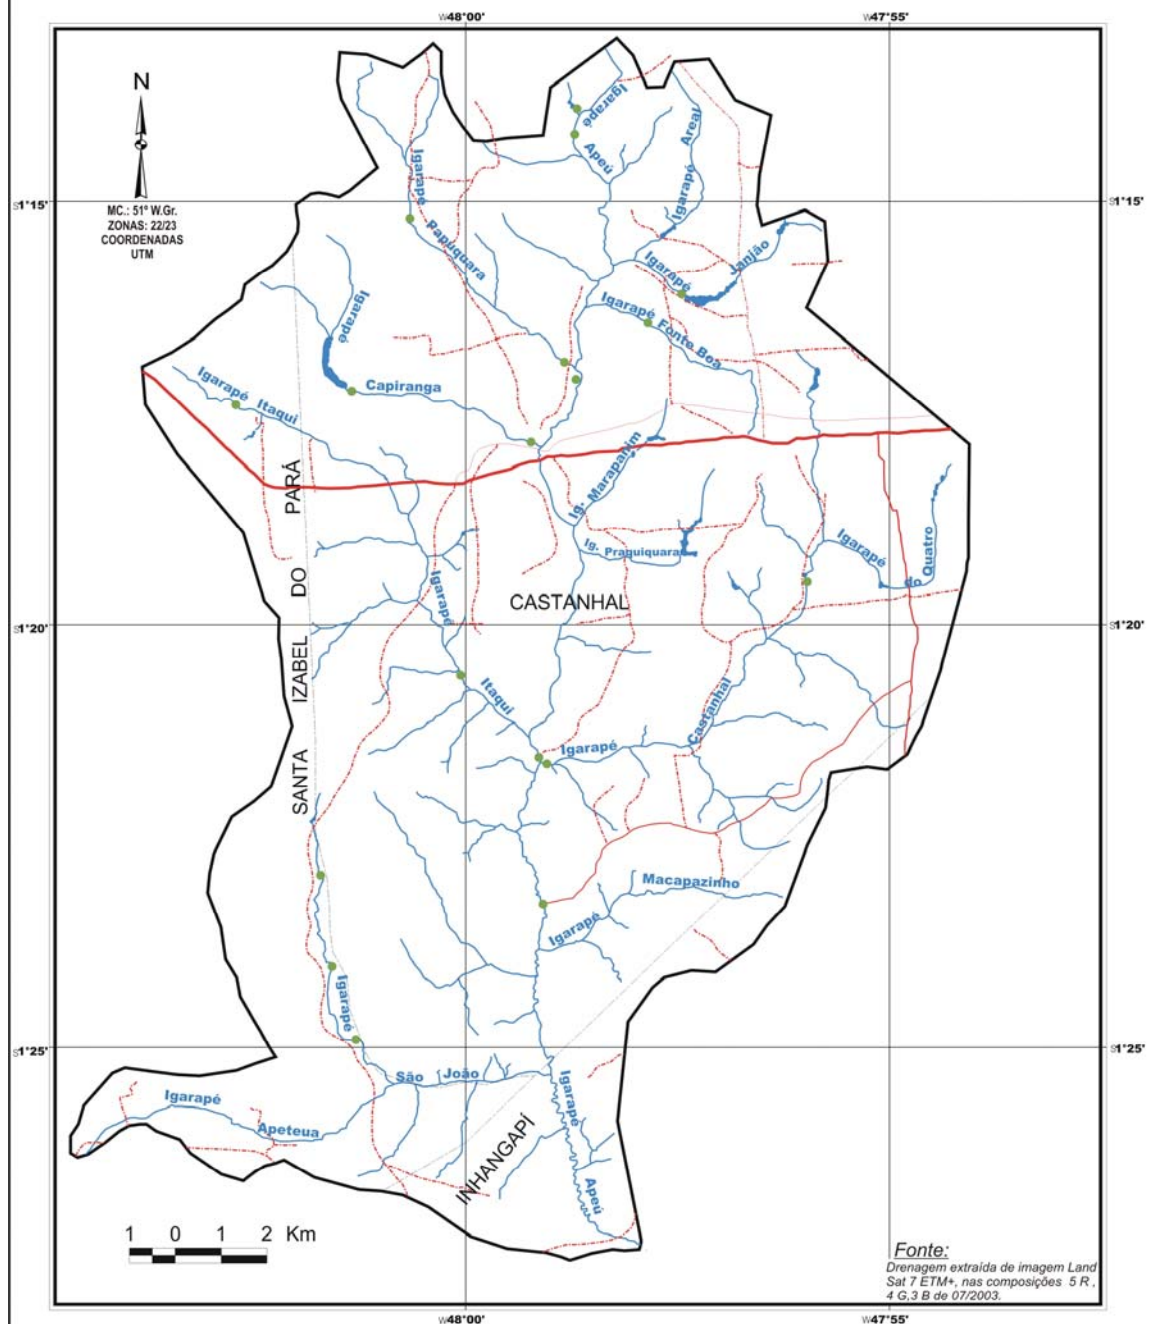 W48°00'
W47°55'
N
MC.: 51º W.Gr.
ZONAS: 22/23
COORDENADAS
UTM
S1°15'
S1°15'
Igarapé
Apeú
Igarapé Areal
Igarapé
Papuquara
Igarapé
Janjão
Igarapé Fonte Boa
Igarapé
Capiranga
Igarapé Itaqui
Ig. Marapanim
Ig. Praquiquara
Igarapé
do Quatro
CASTANHAL
SANTA IZABEL DO PARÁ
S1°20'
S1°20'
Igarapé
Itaqui
Igarapé
Castanhal
Macapazinho
Igarapé
Igarapé
São João
S1°25'
S1°25'
Igarapé
Apeteua
Igarapé
Apeú
INHANGAPÍ
1 0 1 2 Km
Fonte:
Drenagem extraída de imagem Land
Sat 7 ETM+, nas composições 5 R ,
4 G,3 B de 07/2003.
W48°00'
W47°55'